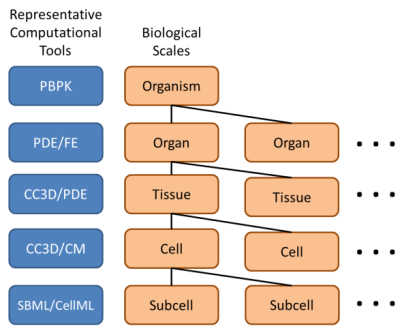 Representative
Computational
Tools
Biological
Scales
PBPK
Organism
PDE/FE
Organ
Organ
CC3D/PDE
Tissue
Tissue
CC3D/CM
Cell
Cell
SBML/CellML
Subcell
Subcell